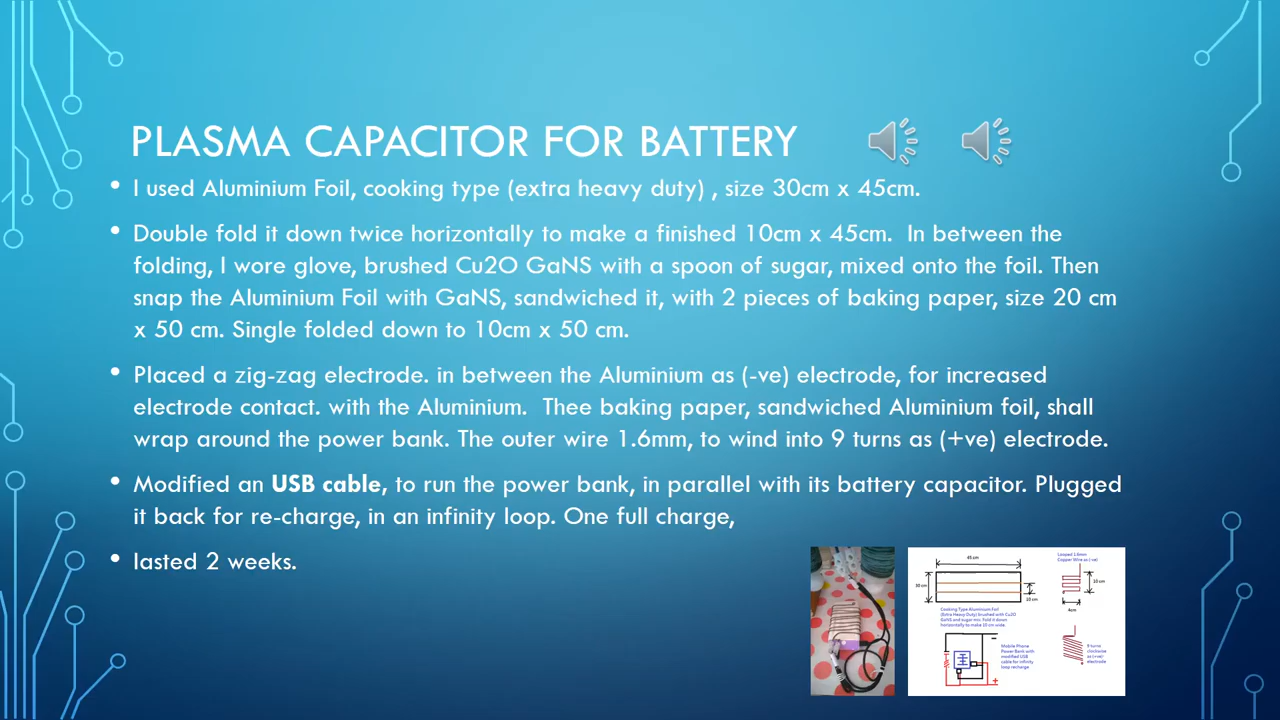 PLASMA CAPACITOR FOR BATTERY
• I used Aluminium Foil, cooking type (extra heavy duty) , size 30cm x 45cm.
• Double fold it down twice horizontally to make a finished 10cm x 45cm.  In between the
folding, I wore glove, brushed Cu2O GaNS with a spoon of sugar, mixed onto the foil. Then
snap the Aluminium Foil with GaNS, sandwiched it, with 2 pieces of baking paper, size 20 cm
x 50 cm. Single folded down to 10cm x 50 cm.
• Placed a zig-zag electrode. in between the Aluminium as (-ve) electrode, for increased
electrode contact. with the Aluminium.  Thee baking paper, sandwiched Aluminium foil, shall
wrap around the power bank. The outer wire 1.6mm, to wind into 9 turns as (+ve) electrode.
• Modified an USB cable, to run the power bank, in parallel with its battery capacitor. Plugged
it back for re-charge, in an infinity loop. One full charge,
• lasted 2 weeks.
45 cm
30 cm
10 cm
Cooking Type Aluminium Foil
(Extra Heavy Duty) brushed with Cu2O
GaNS and sugar mix. Fold it down
horizontally to make 10 cm wide.
Looped 1.6mm
Copper Wire as (-ve)
10 cm
4cm
Mobile Phone
Power Bank with
modified USB
cable for infinity
loop recharge
9 turns
clockwise
as (+ve)
electrode